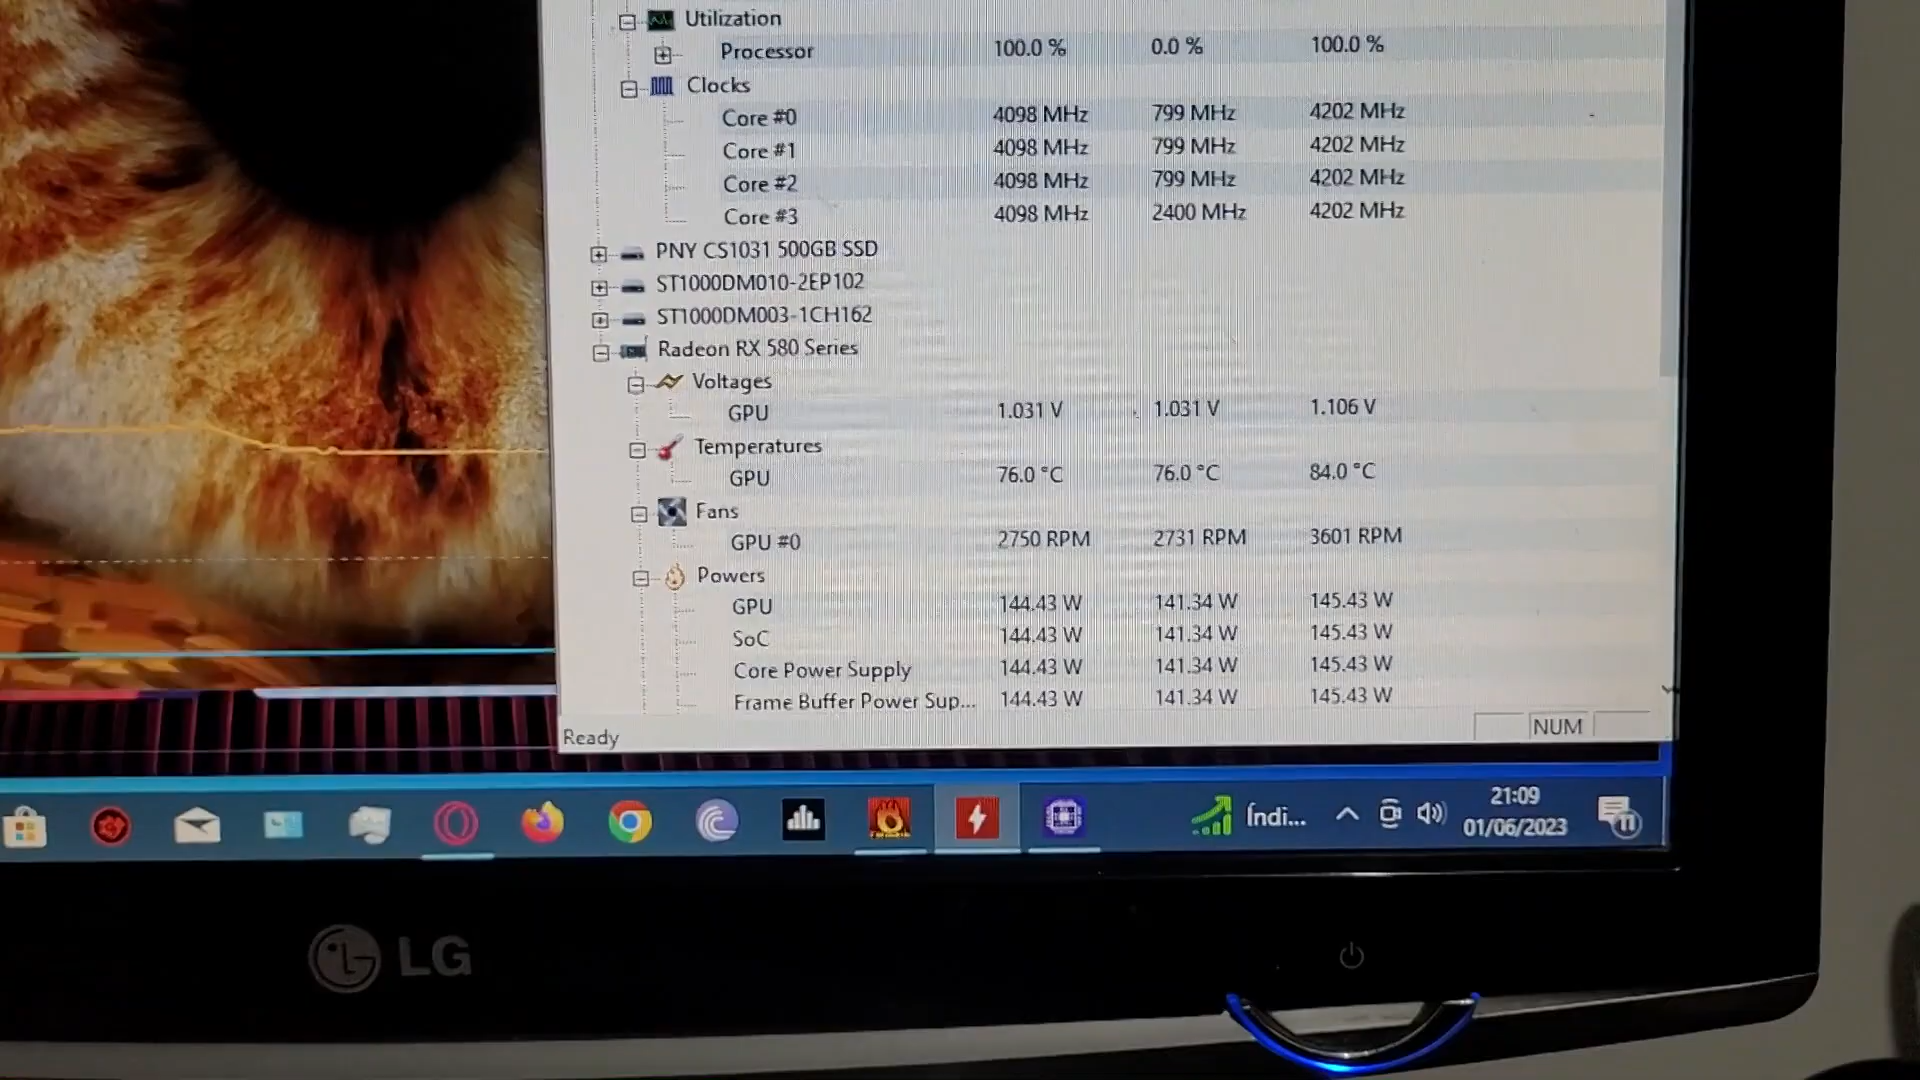 Utilization
Processor 100.0 % 0.0 % 100.0 %
Clocks
Core #0 4098 MHz 799 MHz 4202 MHz
Core #1 4098 MHz 799 MHz 4202 MHz
Core #2 4098 MHz 799 MHz 4202 MHz
Core #3 4098 MHz 2400 MHz 4202 MHz
PNY CS1031 500GB SSD
ST1000DM010-2EP102
ST1000DM003-1CH162
Radeon RX 580 Series
Voltages
GPU 1.031 V 1.031 V 1.106 V
Temperatures
GPU 76.0 °C 76.0 °C 84.0 °C
Fans
GPU #0 2750 RPM 2731 RPM 3601 RPM
Powers
GPU 144.43 W 141.34 W 145.43 W
SoC 144.43 W 141.34 W 145.43 W
Core Power Supply 144.43 W 141.34 W 145.43 W
Frame Buffer Power Sup... 144.43 W 141.34 W 145.43 W
Ready NUM
Índi... 21:09
01/06/2023
11
LG